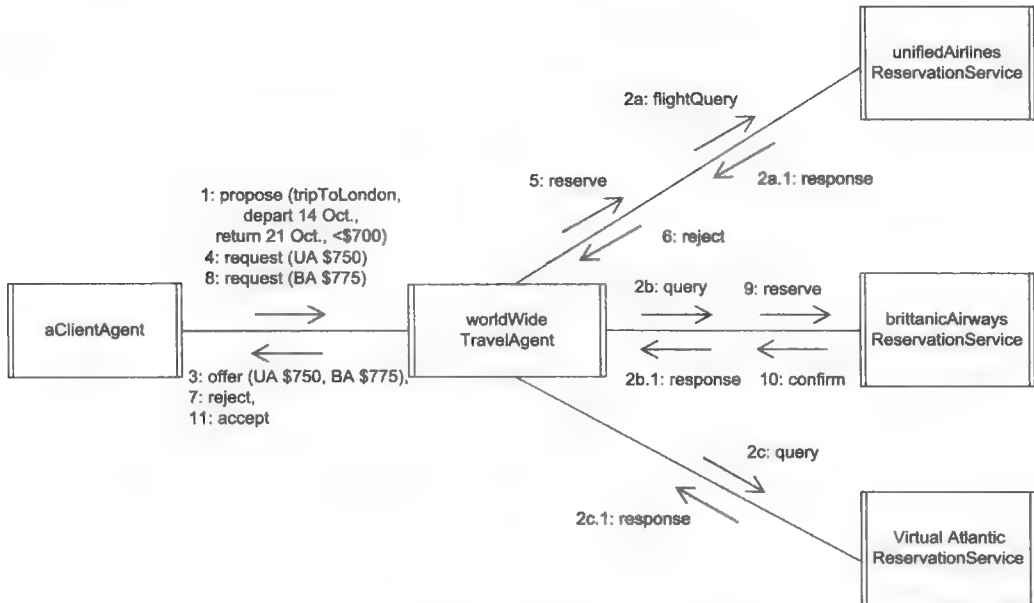 unifiedAirlines
ReservationService
2a: flightQuery
2a.1: response
5: reserve
6: reject
1: propose (tripToLondon,
depart 14 Oct.,
return 21 Oct., <$700)
4: request (UA $750)
8: request (BA $775)
aClientAgent
worldWide
TravelAgent
2b: query
9: reserve
brittanicAirways
ReservationService
2b.1: response
10: confirm
3: offer (UA $750, BA $775),
7: reject,
11: accept
2c: query
2c.1: response
Virtual Atlantic
ReservationService